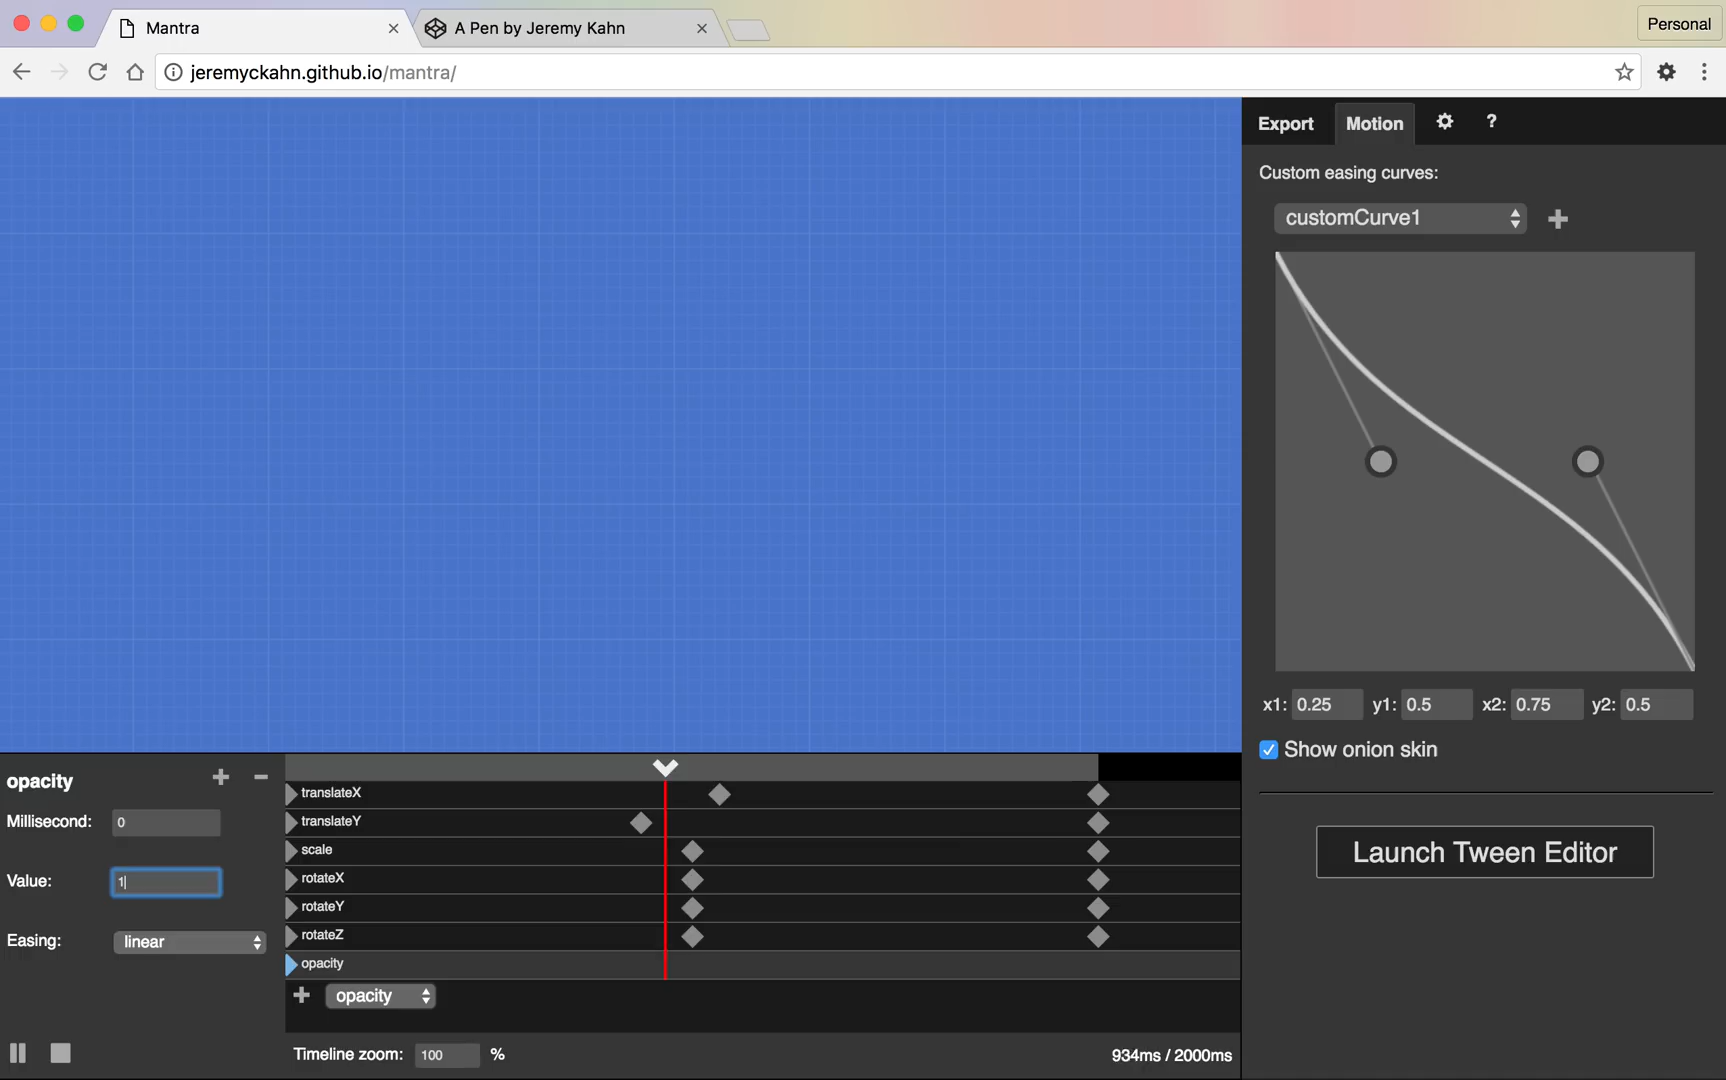 Mantra
A Pen by Jeremy Kahn
Personal
jeremyckahn.github.io/mantra/
Export Motion ?
Custom easing curves:
customCurve1
x1: 0.25 y1: 0.5 x2: 0.75 y2: 0.5
Show onion skin
Launch Tween Editor
opacity
Millisecond: 0
Value: 1
Easing: linear
translateX
translateY
scale
rotateX
rotateY
rotateZ
opacity
opacity
Timeline zoom: 100 %
934ms / 2000ms